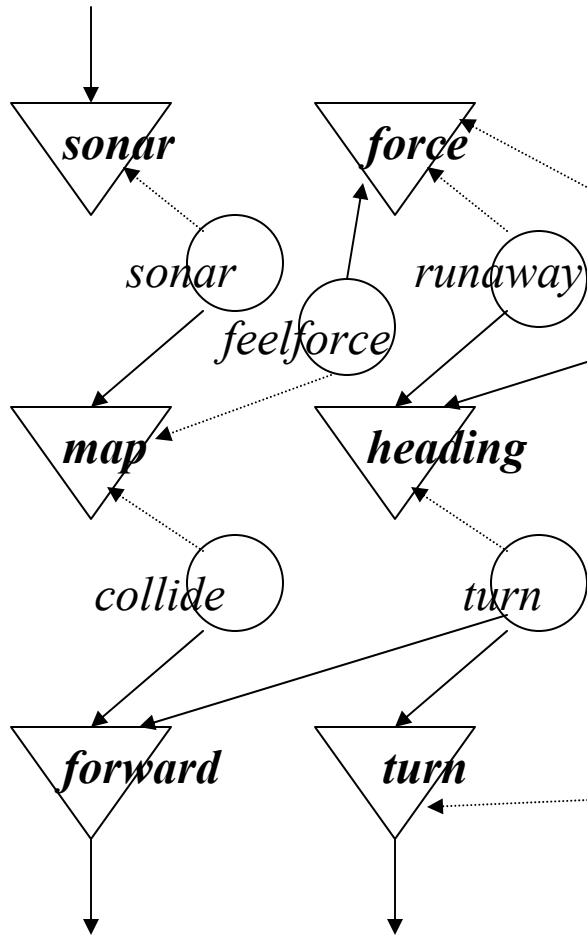 sonar force
sonar runaway
feelforce
map heading
collide turn
forward turn